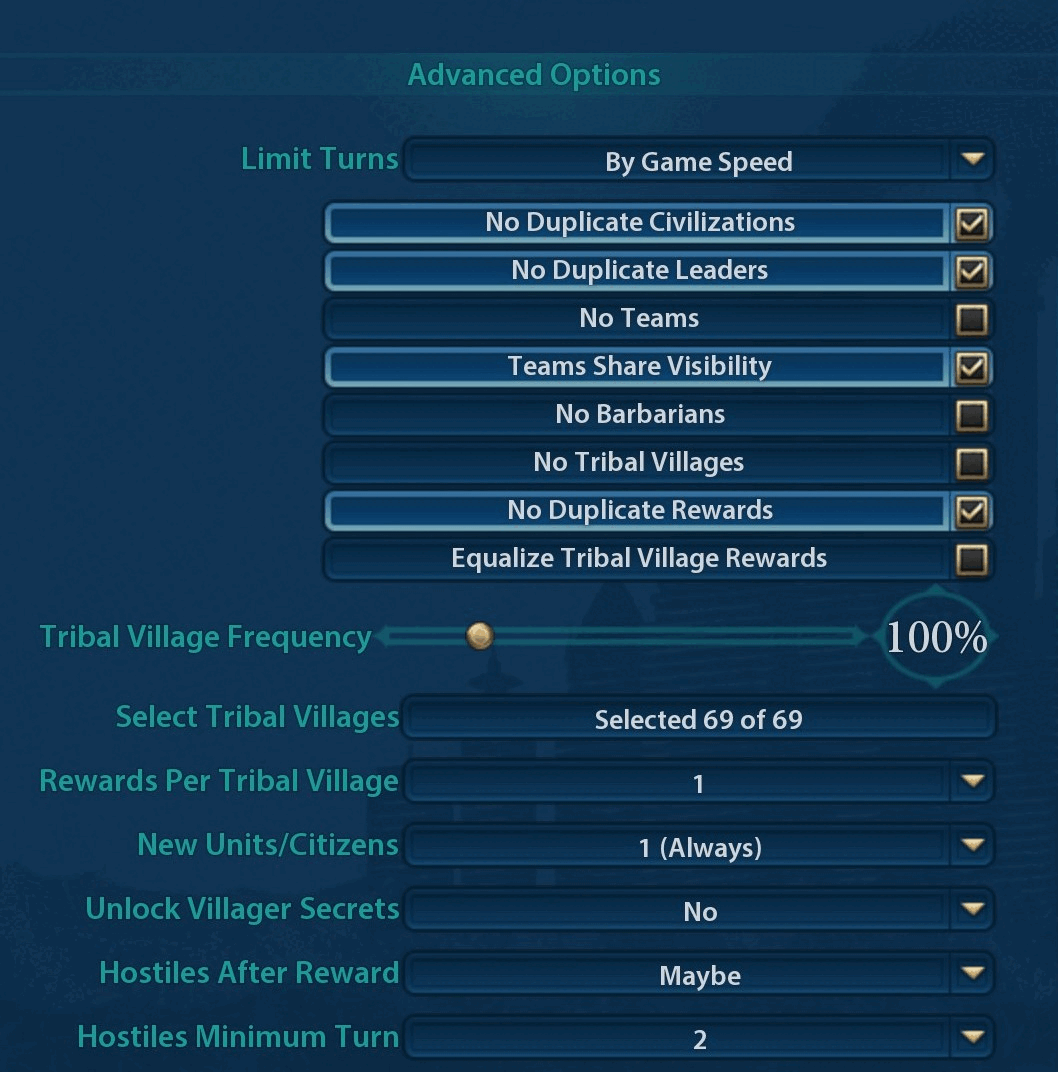 Advanced Options
Limit Turns By Game Speed
No Duplicate Civilizations
No Duplicate Leaders
No Teams
Teams Share Visibility
No Barbarians
No Tribal Villages
No Duplicate Rewards
Equalize Tribal Village Rewards
Tribal Village Frequency 100%
Select Tribal Villages Selected 69 of 69
Rewards Per Tribal Village 1
New Units/Citizens 1 (Always)
Unlock Villager Secrets No
Hostiles After Reward Maybe
Hostiles Minimum Turn 2